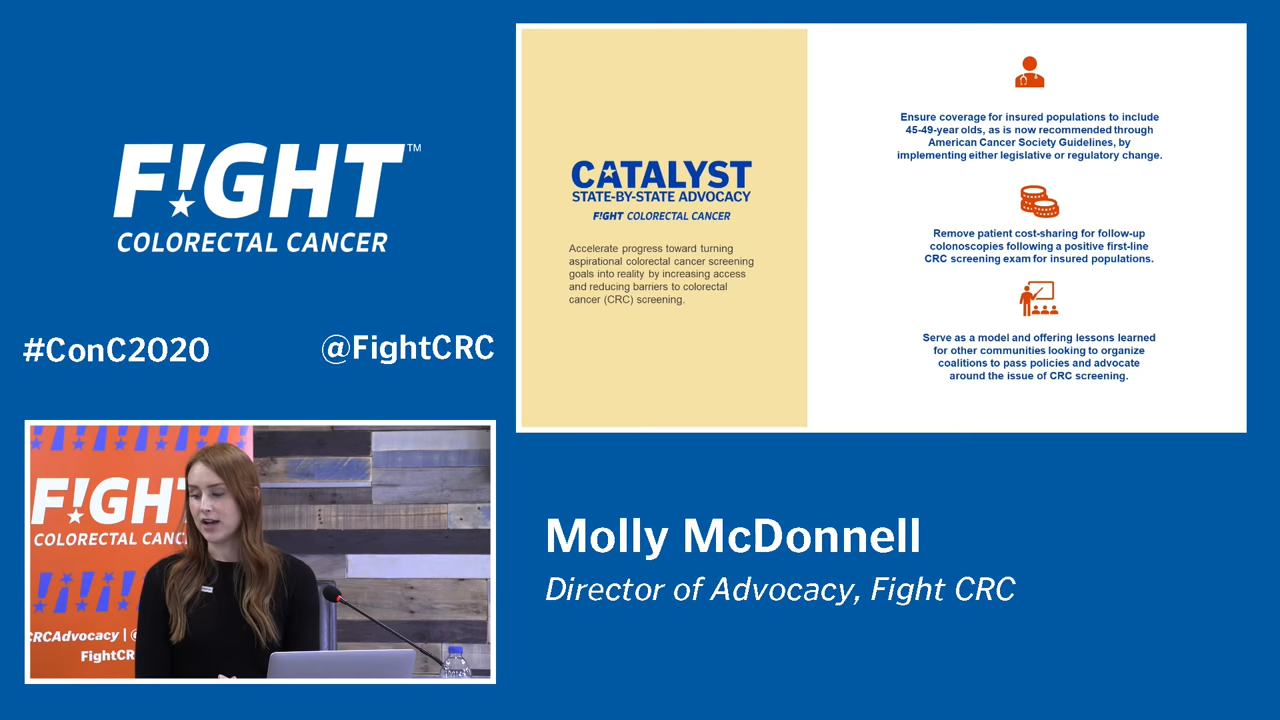 F!GHT™
COLORECTAL CANCER
#ConC2020
@FightCRC
CATALYST
STATE-BY-STATE ADVOCACY
F!GHT COLORECTAL CANCER
Accelerate progress toward turning
aspirational colorectal cancer screening
goals into reality by increasing access
and reducing barriers to colorectal
cancer (CRC) screening.
Ensure coverage for insured populations to include
45-49-year olds, as is now recommended through
American Cancer Society Guidelines, by
implementing either legislative or regulatory change.
Remove patient cost-sharing for follow-up
colonoscopies following a positive first-line
CRC screening exam for insured populations.
Serve as a model and offering lessons learned
for other communities looking to organize
coalitions to pass policies and advocate
around the issue of CRC screening.
F!GHT
COLORECTAL CANC
CRCAdvocacy | @
FightCR
Molly McDonnell
Director of Advocacy, Fight CRC